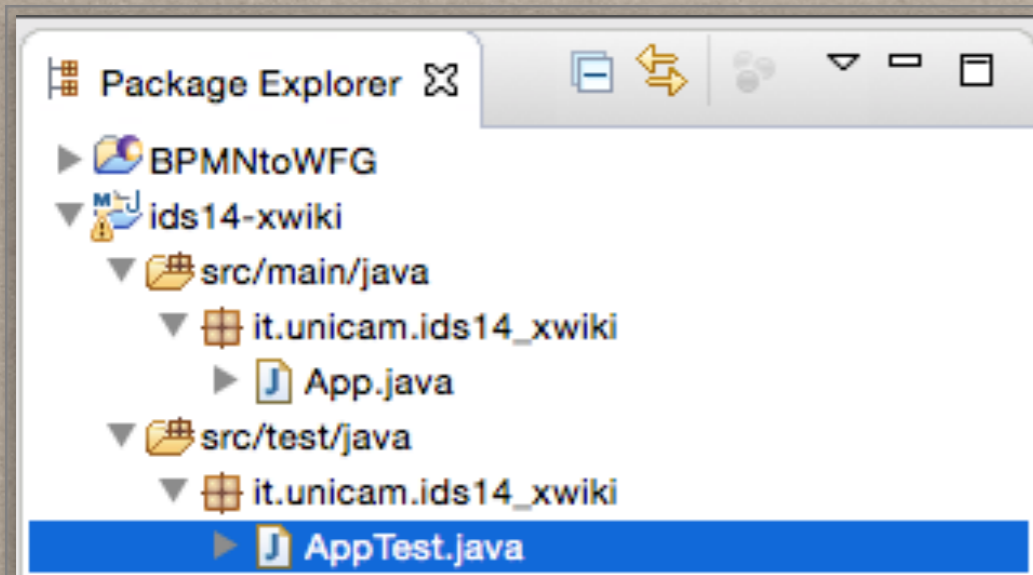 Package Explorer
BPMNtoWFG
ids14-xwiki
src/main/java
it.unicam.ids14_xwiki
App.java
src/test/java
it.unicam.ids14_xwiki
AppTest.java